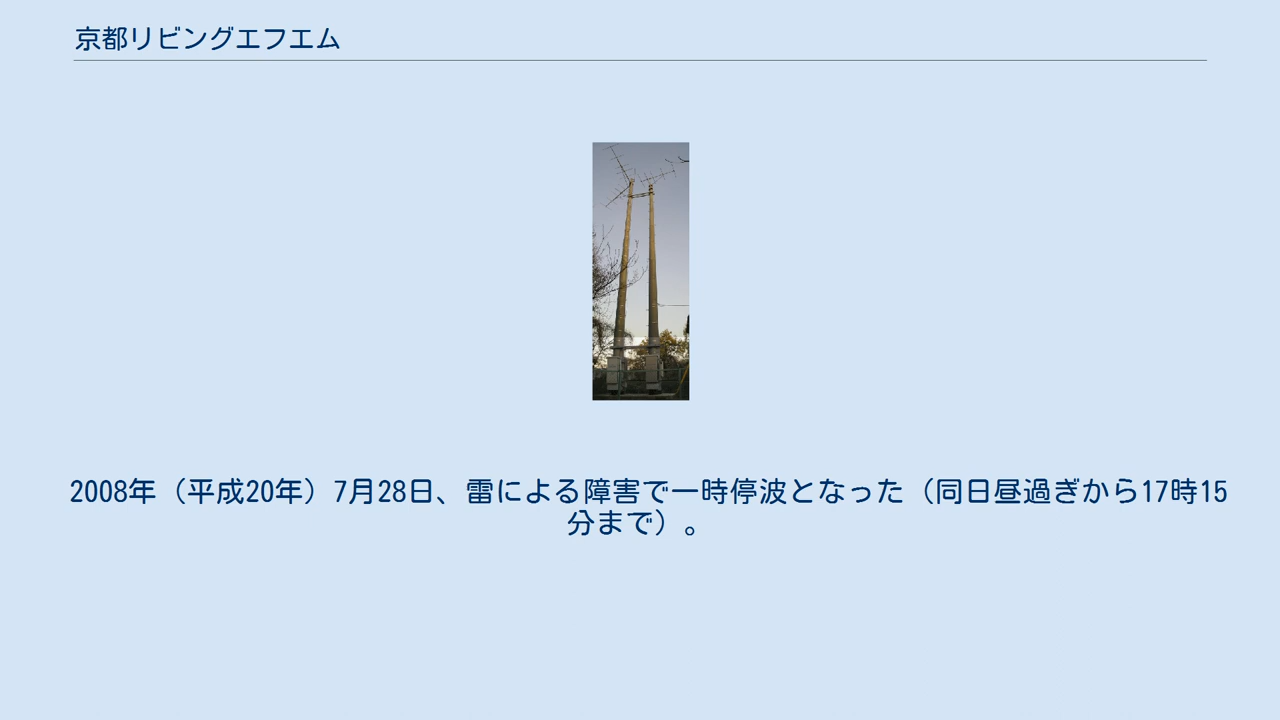 京都リビングエフエム
2008年（平成20年）7月28日、雷による障害で一時停波となった（同日昼過ぎから17時15
分まで）。